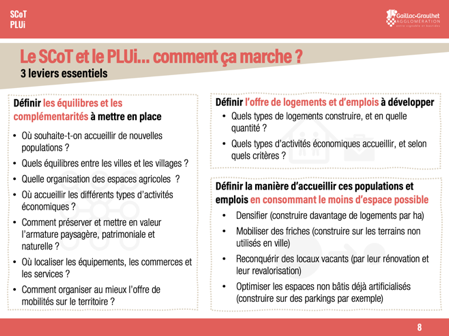 SCoT
PLUi
Gaillac•Graulhet
AGGLOMÉRATION
Le SCoT et le PLUi... comment ça marche ?
3 leviers essentiels
Définir les équilibres et les
complémentarités à mettre en place
• Où souhaite-t-on accueillir de nouvelles
populations ?
• Quels équilibres entre les villes et les villages ?
• Quelle organisation des espaces agricoles ?
• Où accueillir les différents types d'activités
économiques ?
• Comment préserver et mettre en valeur
l'armature paysagère, patrimoniale et
naturelle ?
• Où localiser les équipements, les commerces et
les services ?
• Comment organiser au mieux l'offre de
mobilités sur le territoire ?
Définir l'offre de logements et d'emplois à développer
• Quels types de logements construire, et en quelle
quantité ?
• Quels types d'activités économiques accueillir, et selon
quels critères ?
Définir la manière d'accueillir ces populations et
emplois en consommant le moins d'espace possible
• Densifier (construire davantage de logements par ha)
• Mobiliser des friches (construire sur les terrains non
utilisés en ville)
• Reconquérir des locaux vacants (par leur rénovation et
leur revalorisation)
• Optimiser les espaces non bâtis déjà artificialisés
(construire sur des parkings par exemple)
8